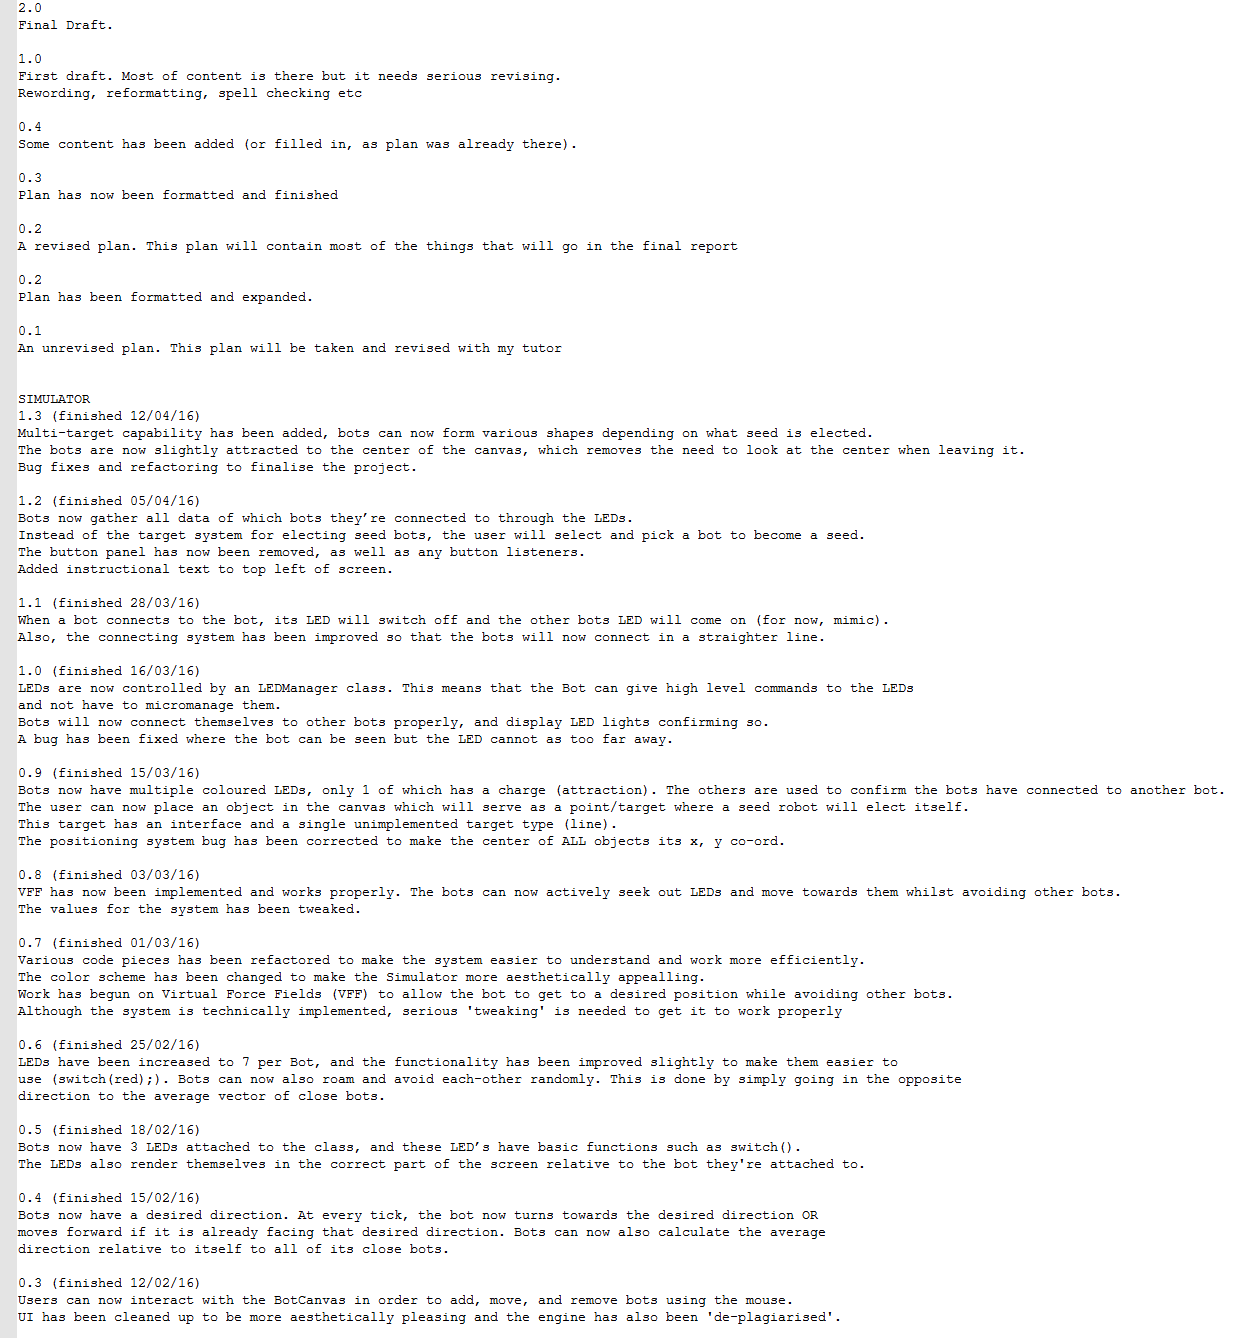 2.0
Final Draft.
1.0
First draft. Most of content is there but it needs serious revising.
Rewording, reformatting, spell checking etc
0.4
Some content has been added (or filled in, as plan was already there).
0.3
Plan has now been formatted and finished
0.2
A revised plan. This plan will contain most of the things that will go in the final report
0.2
Plan has been formatted and expanded.
0.1
An unrevised plan. This plan will be taken and revised with my tutor
SIMULATOR
1.3 (finished 12/04/16)
Multi-target capability has been added, bots can now form various shapes depending on what seed is elected.
The bots are now slightly attracted to the center of the canvas, which removes the need to look at the center when leaving it.
Bug fixes and refactoring to finalise the project.
1.2 (finished 05/04/16)
Bots now gather all data of which bots they’re connected to through the LEDs.
Instead of the target system for electing seed bots, the user will select and pick a bot to become a seed.
The button panel has now been removed, as well as any button listeners.
Added instructional text to top left of screen.
1.1 (finished 28/03/16)
When a bot connects to the bot, its LED will switch off and the other bots LED will come on (for now, mimic).
Also, the connecting system has been improved so that the bots will now connect in a straighter line.
1.0 (finished 16/03/16)
LEDs are now controlled by an LEDManager class. This means that the Bot can give high level commands to the LEDs
and not have to micromanage them.
Bots will now connect themselves to other bots properly, and display LED lights confirming so.
A bug has been fixed where the bot can be seen but the LED cannot as too far away.
0.9 (finished 15/03/16)
Bots now have multiple coloured LEDs, only 1 of which has a charge (attraction). The others are used to confirm the bots have connected to another bot.
The user can now place an object in the canvas which will serve as a point/target where a seed robot will elect itself.
This target has an interface and a single unimplemented target type (line).
The positioning system bug has been corrected to make the center of ALL objects its x, y co-ord.
0.8 (finished 03/03/16)
VFF has now been implemented and works properly. The bots can now actively seek out LEDs and move towards them whilst avoiding other bots.
The values for the system has been tweaked.
0.7 (finished 01/03/16)
Various code pieces has been refactored to make the system easier to understand and work more efficiently.
The color scheme has been changed to make the Simulator more aesthetically appealling.
Work has begun on Virtual Force Fields (VFF) to allow the bot to get to a desired position while avoiding other bots.
Although the system is technically implemented, serious 'tweaking' is needed to get it to work properly
0.6 (finished 25/02/16)
LEDs have been increased to 7 per Bot, and the functionality has been improved slightly to make them easier to
use (switch(red);). Bots can now also roam and avoid each-other randomly. This is done by simply going in the opposite
direction to the average vector of close bots.
0.5 (finished 18/02/16)
Bots now have 3 LEDs attached to the class, and these LED’s have basic functions such as switch().
The LEDs also render themselves in the correct part of the screen relative to the bot they're attached to.
0.4 (finished 15/02/16)
Bots now have a desired direction. At every tick, the bot now turns towards the desired direction OR
moves forward if it is already facing that desired direction. Bots can now also calculate the average
direction relative to itself to all of its close bots.
0.3 (finished 12/02/16)
Users can now interact with the BotCanvas in order to add, move, and remove bots using the mouse.
UI has been cleaned up to be more aesthetically pleasing and the engine has also been 'de-plagiarised'.